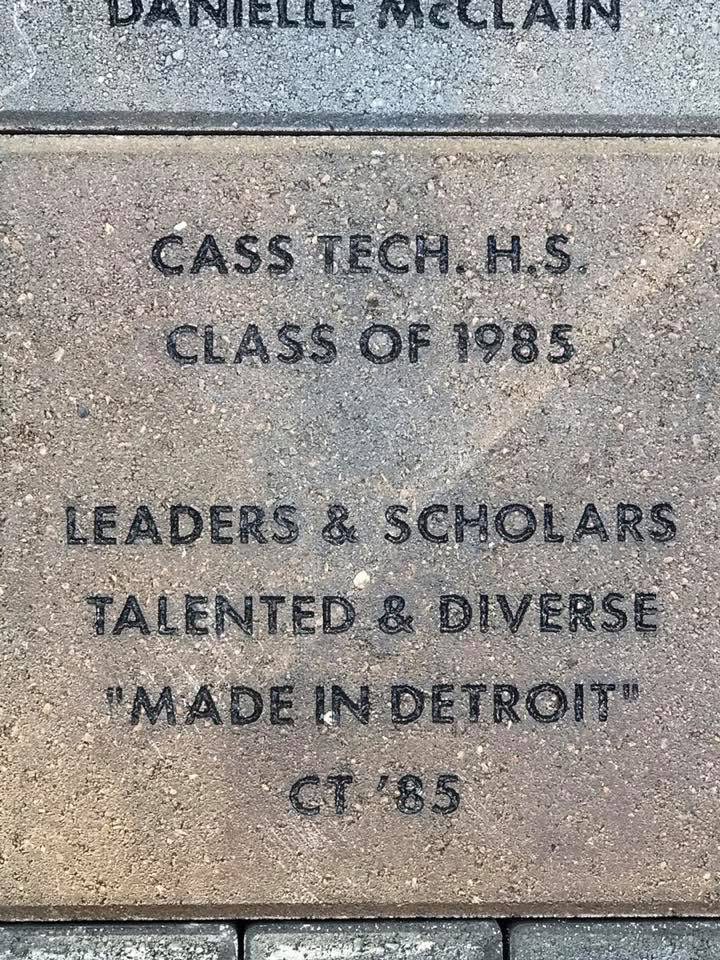 DANIELLE McCLAIN
CASS TECH. H.S.
CLASS OF 1985
LEADERS & SCHOLARS
TALENTED & DIVERSE
"MADE IN DETROIT"
CT '85